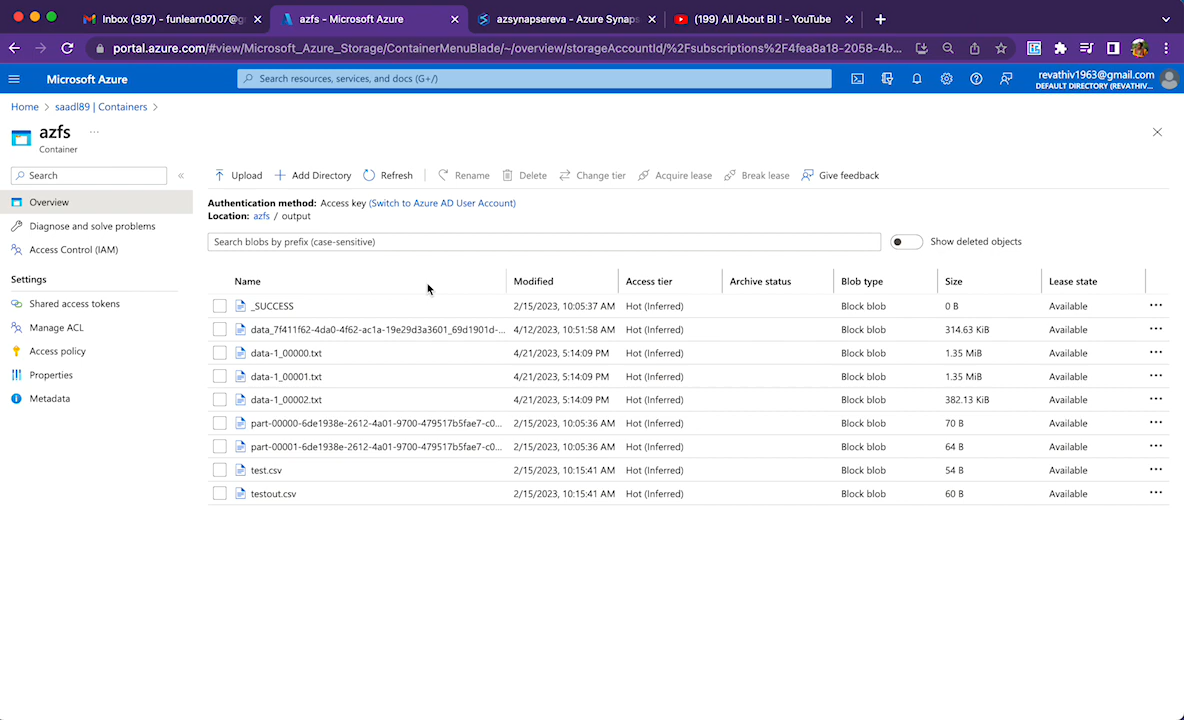 Inbox (397) - funlearn0007@g
azfs - Microsoft Azure
azsynapsereva - Azure Synaps
(199) All About BI ! - YouTube
portal.azure.com/#view/Microsoft_Azure_Storage/ContainerMenuBlade/~/overview/storageAccountId/%2Fsubscriptions%2F4fea8a18-2058-4b...
Microsoft Azure
Search resources, services, and docs (G+/)
revathiv1963@gmail.com
DEFAULT DIRECTORY (REVATHIV...
Home > saadl89 | Containers >
azfs ...
Container
Search
«
Upload
Add Directory
Refresh
Rename
Delete
Change tier
Acquire lease
Break lease
Give feedback
Overview
Diagnose and solve problems
Access Control (IAM)
Settings
Shared access tokens
Manage ACL
Access policy
Properties
Metadata
Authentication method: Access key (Switch to Azure AD User Account)
Location: azfs / output
Search blobs by prefix (case-sensitive)
Show deleted objects
Name Modified Access tier Archive status Blob type Size Lease state
_SUCCESS 2/15/2023, 10:05:37 AM Hot (Inferred) Block blob 0 B Available ...
data_7f411f62-4da0-4f62-ac1a-19e29d3a3601_69d1901d-... 4/12/2023, 10:51:58 AM Hot (Inferred) Block blob 314.63 KiB Available ...
data-1_00000.txt 4/21/2023, 5:14:09 PM Hot (Inferred) Block blob 1.35 MiB Available ...
data-1_00001.txt 4/21/2023, 5:14:09 PM Hot (Inferred) Block blob 1.35 MiB Available ...
data-1_00002.txt 4/21/2023, 5:14:09 PM Hot (Inferred) Block blob 382.13 KiB Available ...
part-00000-6de1938e-2612-4a01-9700-479517b5fae7-c0... 2/15/2023, 10:05:36 AM Hot (Inferred) Block blob 70 B Available ...
part-00001-6de1938e-2612-4a01-9700-479517b5fae7-c0... 2/15/2023, 10:05:36 AM Hot (Inferred) Block blob 64 B Available ...
test.csv 2/15/2023, 10:15:41 AM Hot (Inferred) Block blob 54 B Available ...
testout.csv 2/15/2023, 10:15:41 AM Hot (Inferred) Block blob 60 B Available ...